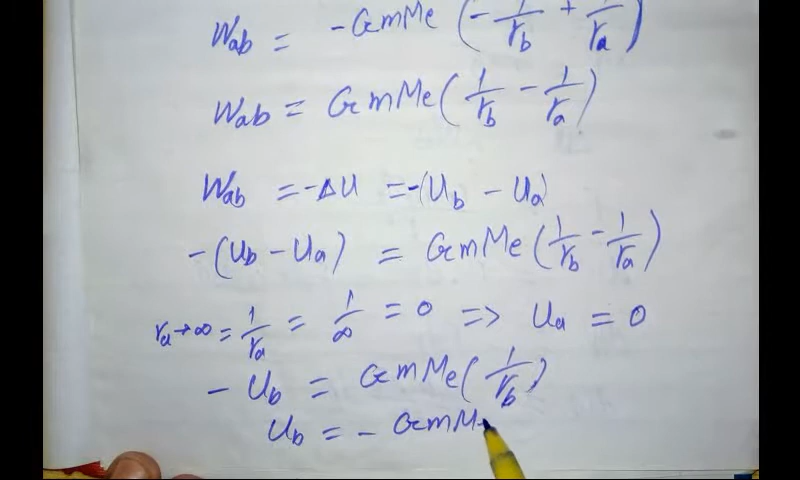 Wab = -GmMe (-1/rb + 1/ra)
Wab = GmMe (1/rb - 1/ra)
Wab = -ΔU = -(Ub - Ua)
-(Ub - Ua) = GmMe (1/rb - 1/ra)
ra→∞ = 1/ra = 1/∞ = 0 => Ua = 0
- Ub = GmMe (1/rb)
Ub = - GmM